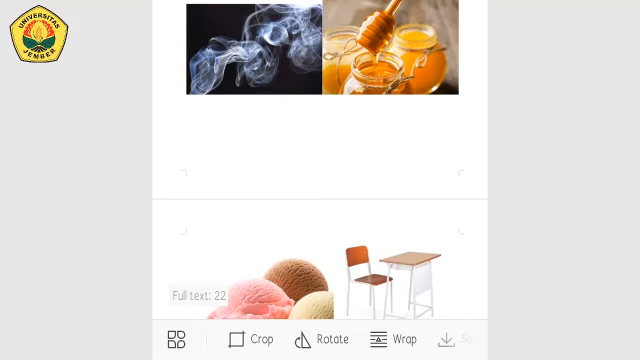 UNIVERSITAS
JEMBER
Full text: 22
Crop
Rotate
Wrap